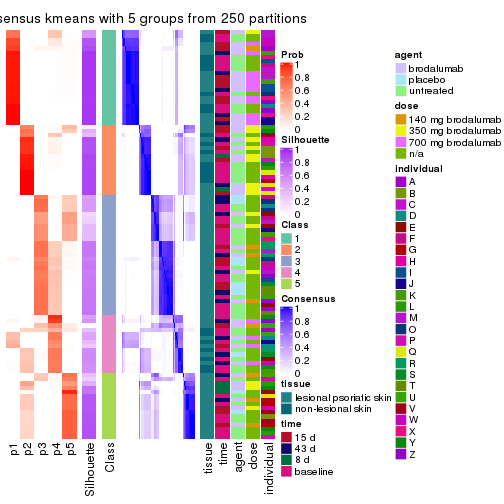 sensus kmeans with 5 groups from 250 partitions
Prob
1
0.8
0.6
0.4
0.2
0
Silhouette
1
0.8
0.6
0.4
0.2
0
Class
1
2
3
4
5
Consensus
1
0.8
0.6
0.4
0.2
0
tissue
lesional psoriatic skin
non-lesional skin
time
15 d
43 d
8 d
baseline
agent
brodalumab
placebo
untreated
dose
140 mg brodalumab
350 mg brodalumab
700 mg brodalumab
n/a
individual
A
B
C
D
E
F
G
H
I
J
K
L
M
O
P
Q
R
S
T
U
V
W
X
Y
Z
p1
p2
p3
p4
p5
Silhouette
Class
tissue
time
agent
dose
individual